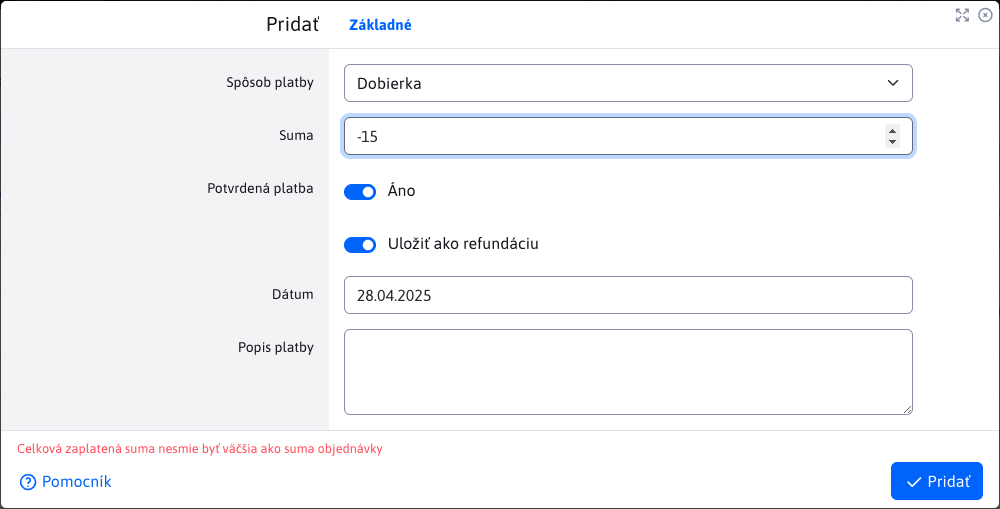 Pridať
Základné
Spôsob platby
Dobierka
Suma
-15
Potvrdená platba
Áno
Uložiť ako refundáciu
Dátum
28.04.2025
Popis platby
Celková zaplatená suma nesmie byť väčšia ako suma objednávky
Pomocník
Pridať